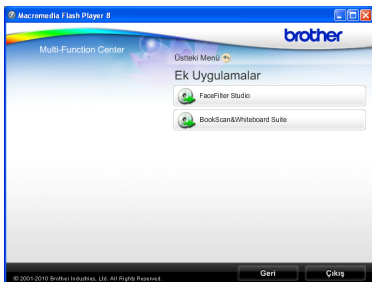 Macromedia Flash Player 8
brother
Multi-Function Center
Üstteki Menü
Ek Uygulamalar
FaceFilter Studio
BookScan&Whiteboard Suite
Geri
Çıkış
© 2001-2010 Brother Industries, Ltd. All Rights Reserved.